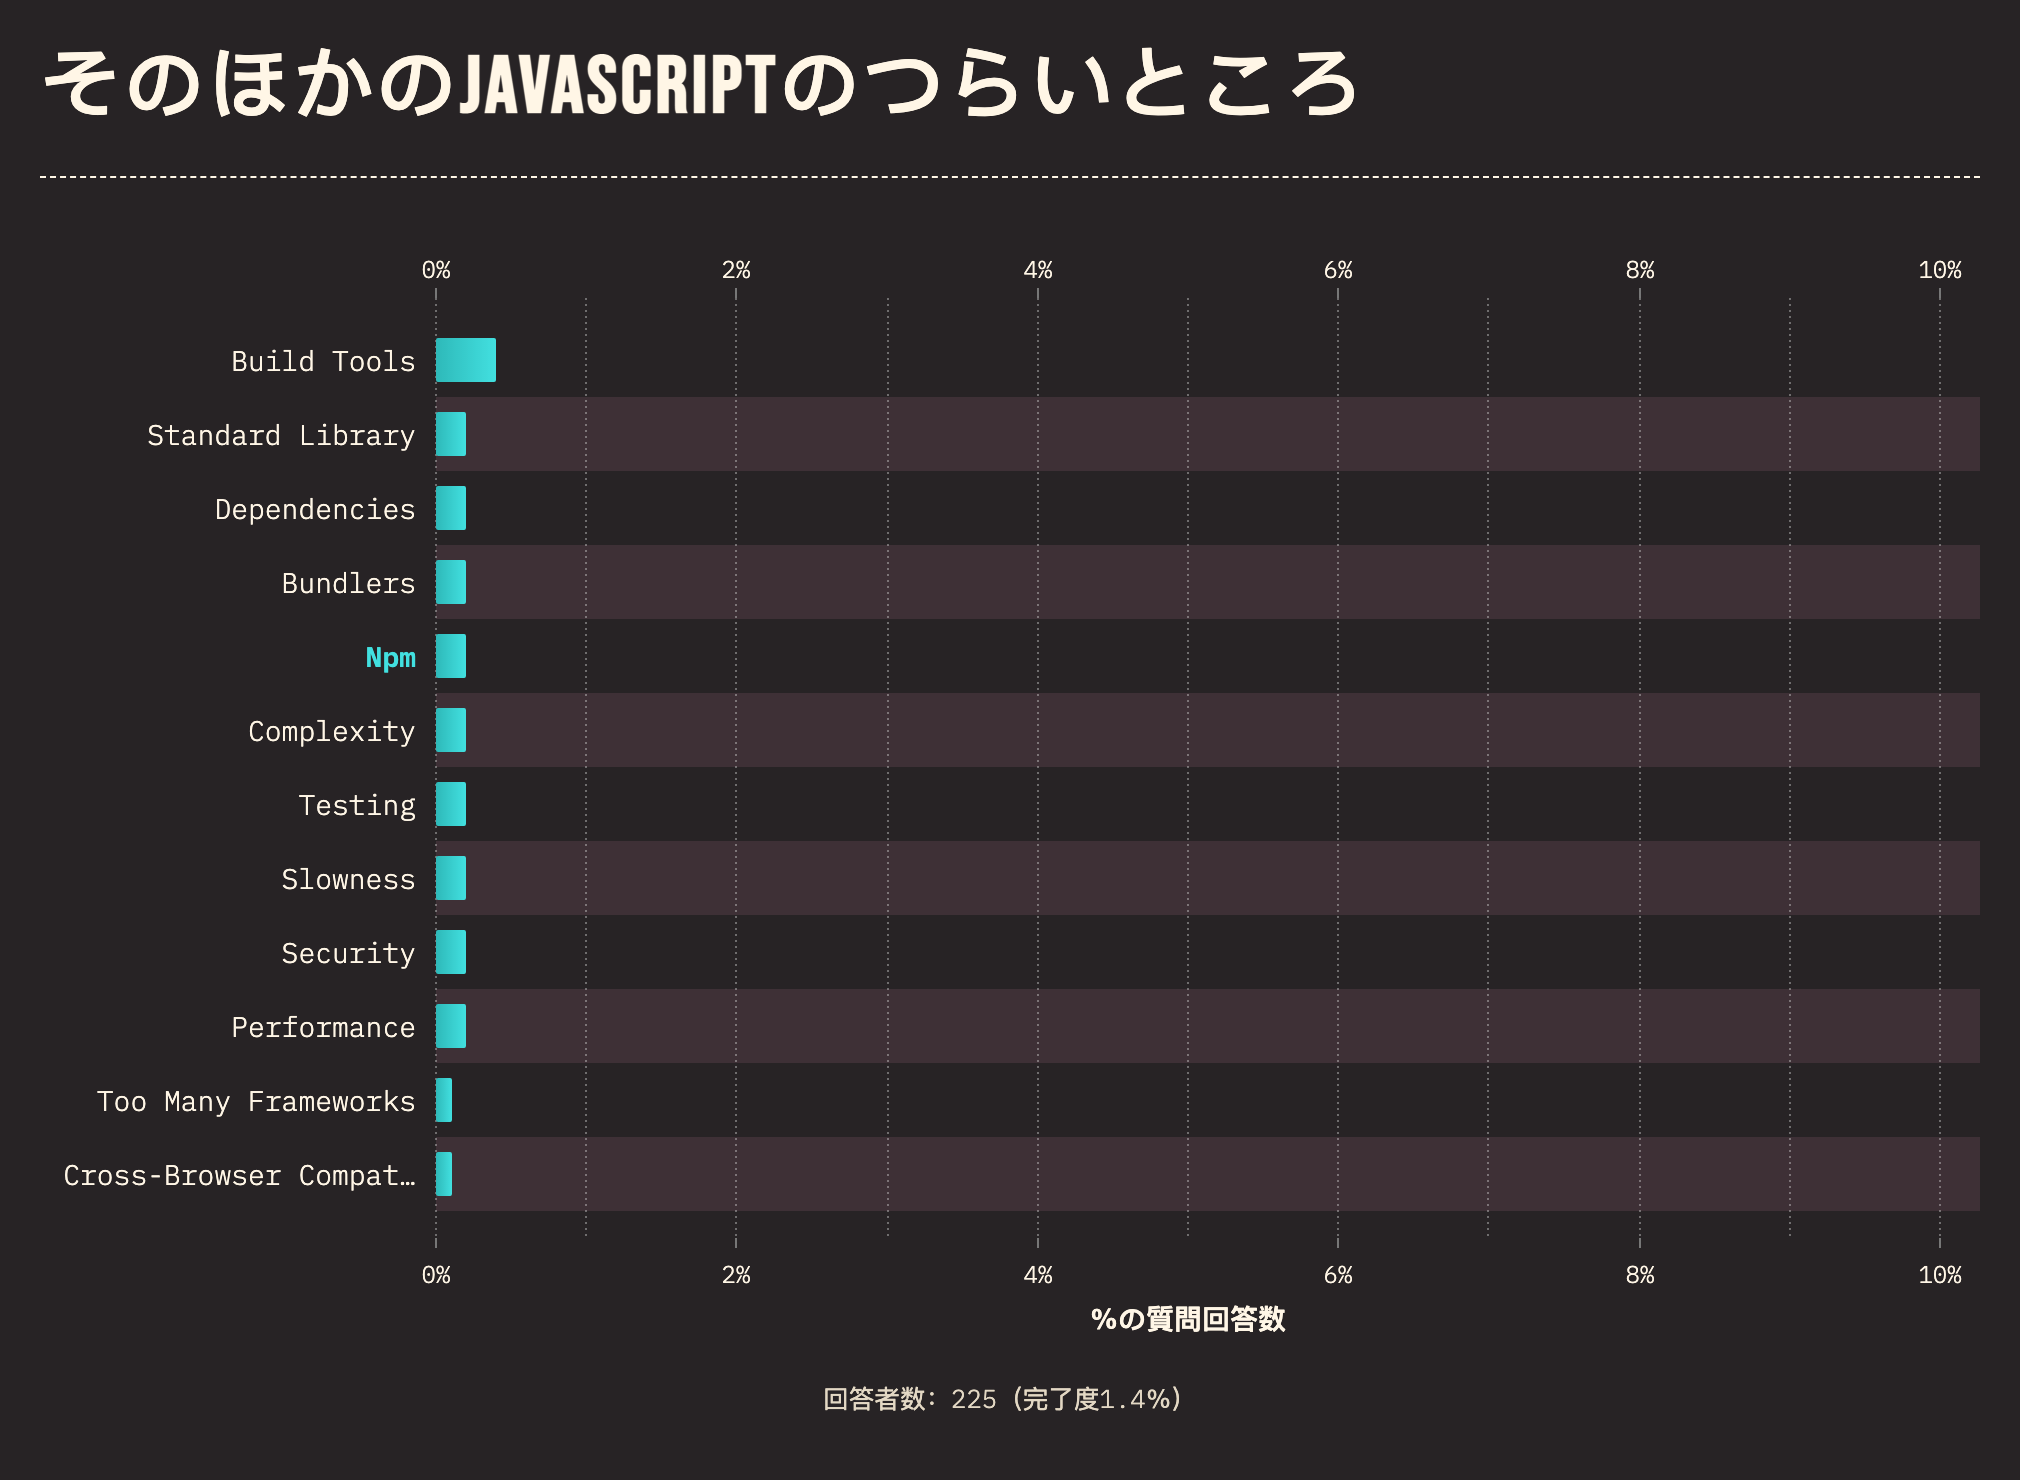 そのほかのJAVASCRIPTのつらいところ
0% 2% 4% 6% 8% 10%
Build Tools
Standard Library
Dependencies
Bundlers
Npm
Complexity
Testing
Slowness
Security
Performance
Too Many Frameworks
Cross-Browser Compat…
0% 2% 4% 6% 8% 10%
%の質問回答数
回答者数: 225 (完了度1.4%)